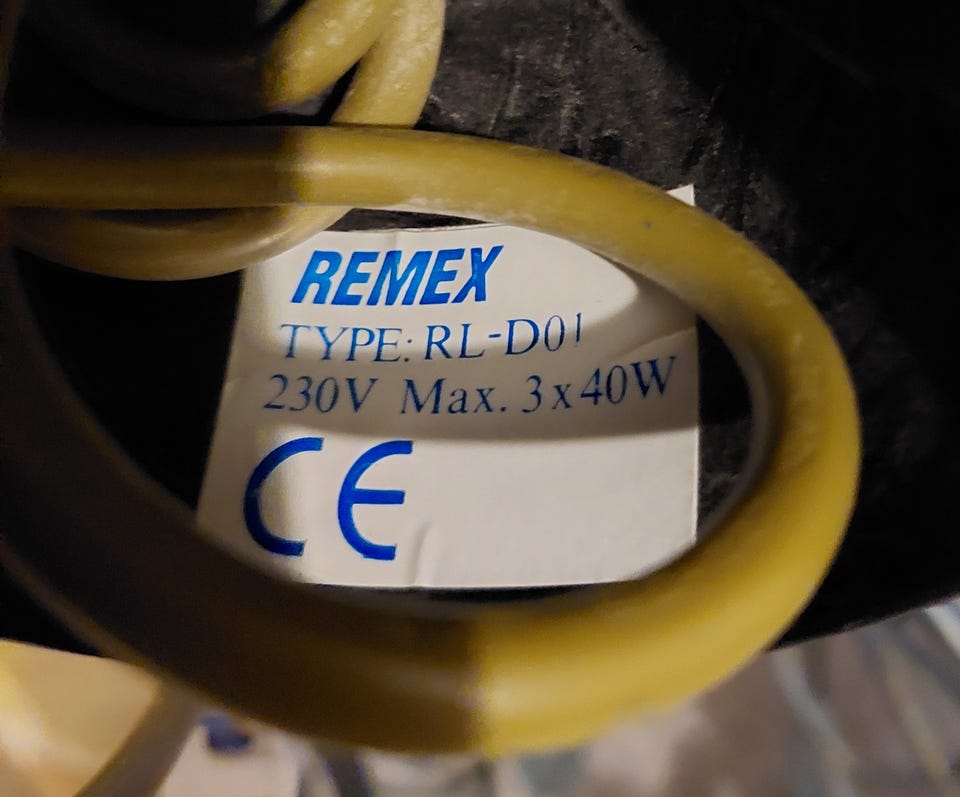 REMEX
TYPE: RL-D01
230V Max. 3x40W
CE